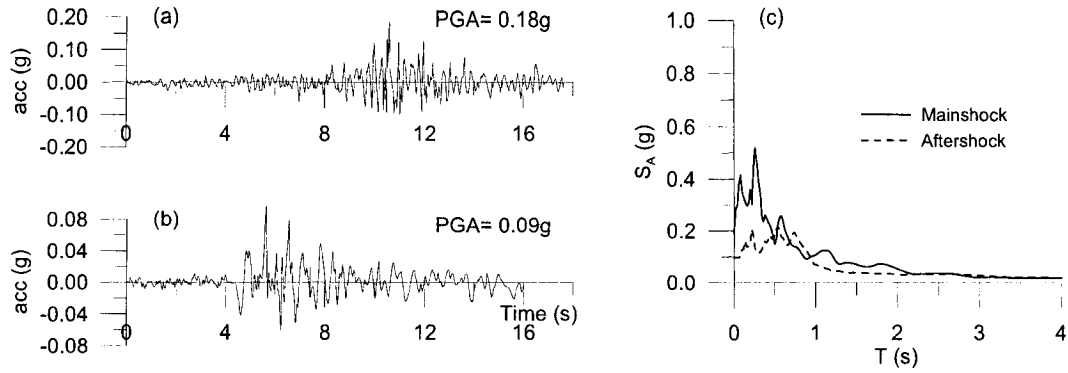 (a)
PGA= 0.18g
acc (g)
0.20
0.10
0.00
-0.10
-0.20
0 4 8 12 16
(b)
PGA= 0.09g
acc (g)
0.08
0.04
0.00
-0.04
-0.08
Time (s)
0 4 8 12 16
(c)
S_A (g)
1.0
0.8
0.6
0.4
0.2
0.0
Mainshock
Aftershock
0 1 2 3 4
T (s)